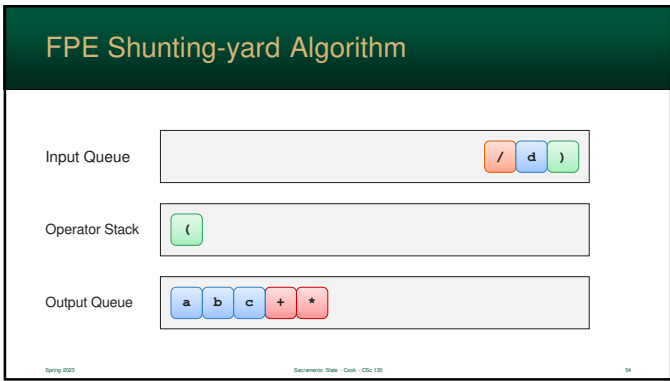 FPE Shunting-yard Algorithm
Input Queue / d )
Operator Stack (
Output Queue a b c + *
Spring 2023 Sacramento State - Cook - CSc 130 54